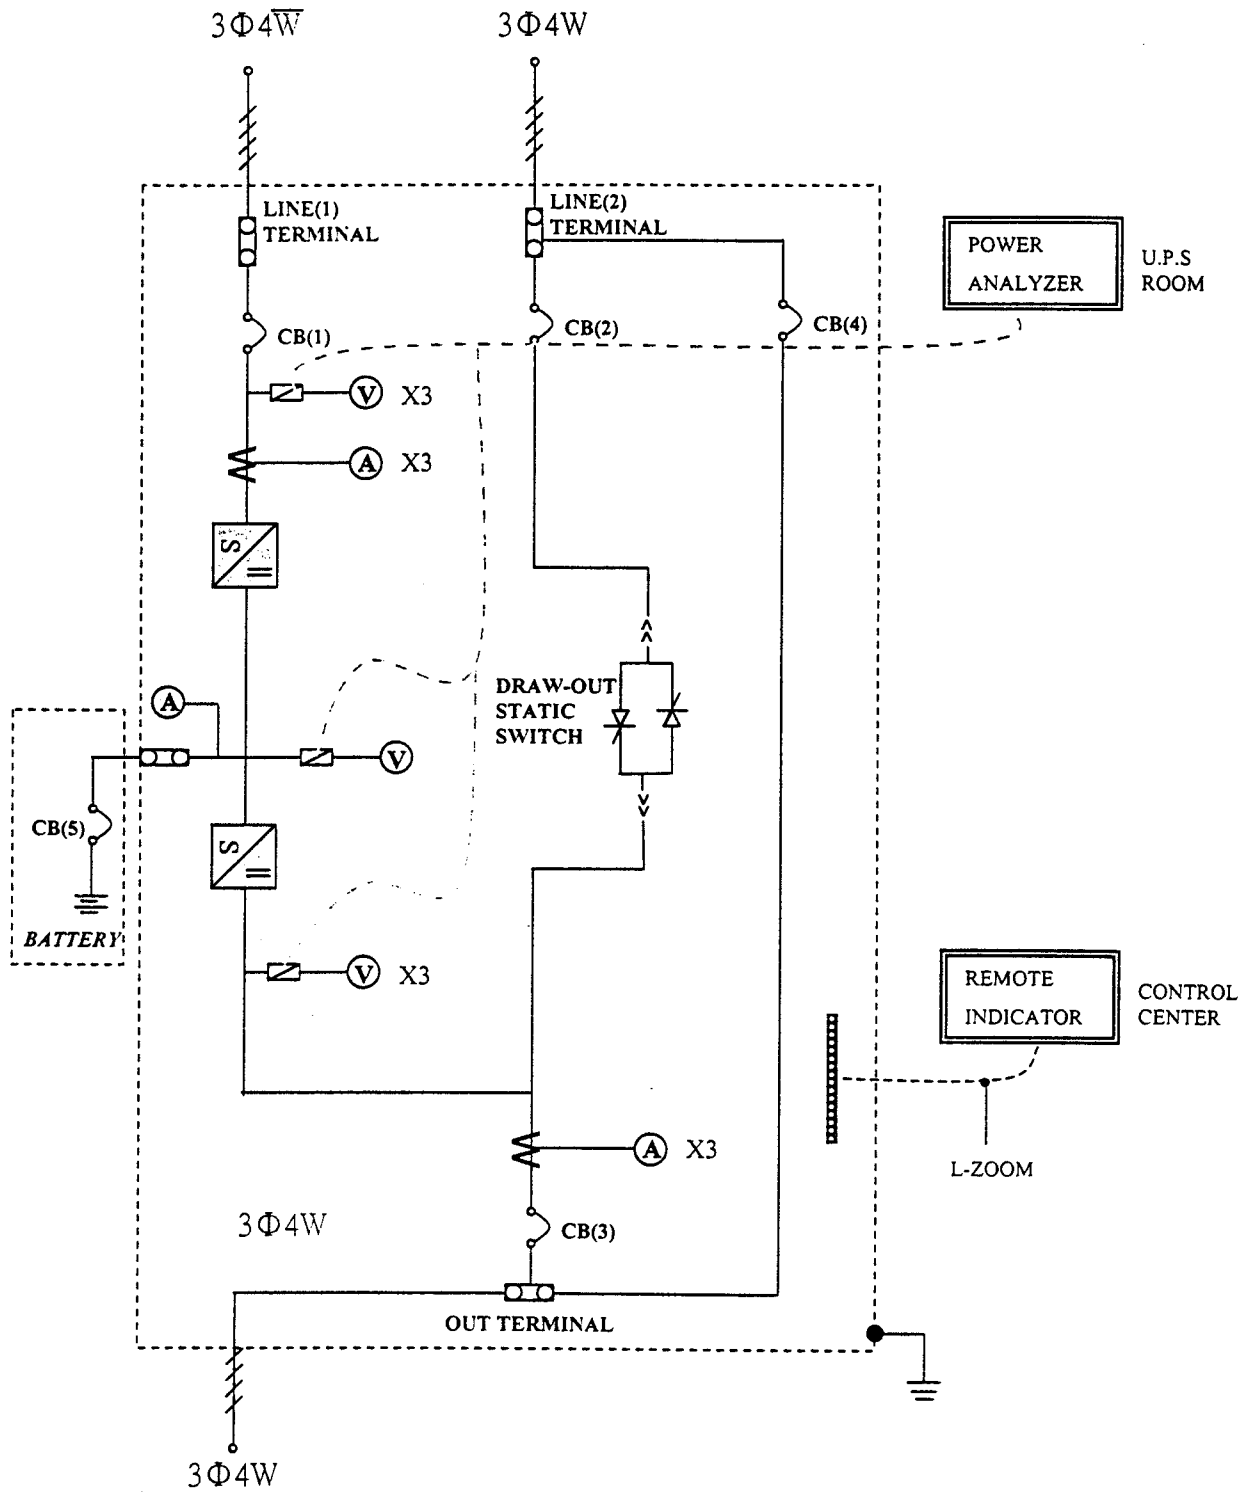 3Φ4W
3Φ4W
LINE(1)
TERMINAL
LINE(2)
TERMINAL
POWER
ANALYZER
U.P.S
ROOM
CB(1)
CB(2)
CB(4)
V
X3
A
X3
S
DRAW-OUT
STATIC
SWITCH
A
V
CB(5)
S
BATTERY
V
X3
REMOTE
INDICATOR
CONTROL
CENTER
A
X3
L-ZOOM
3Φ4W
CB(3)
OUT TERMINAL
3Φ4W